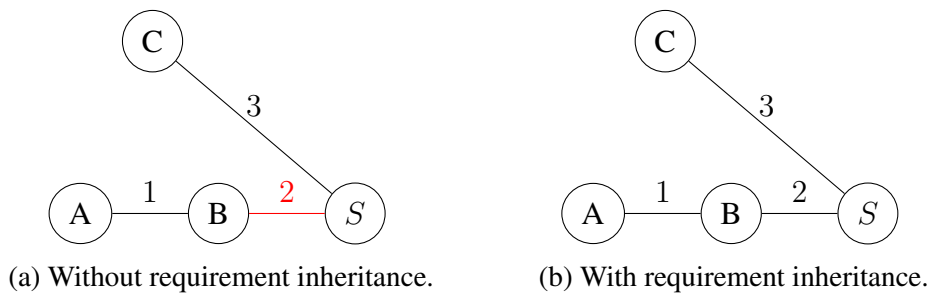 C
3
A
1
B
2
S
(a) Without requirement inheritance.
C
3
A
1
B
2
S
(b) With requirement inheritance.